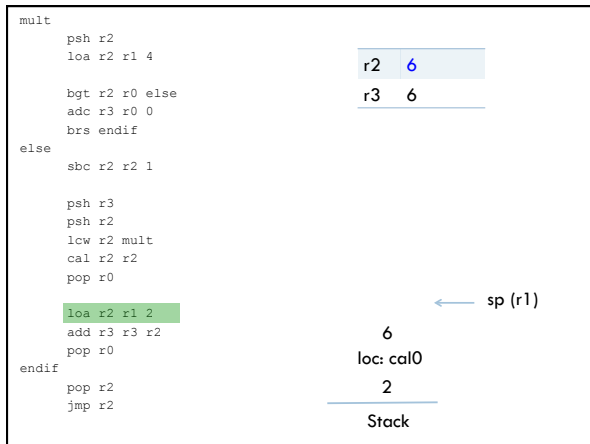 mult
psh r2
loa r2 r1 4
bgt r2 r0 else
adc r3 r0 0
brs endif
else
sbc r2 r2 1
psh r3
psh r2
lcw r2 mult
cal r2 r2
pop r0
loa r2 r1 2
add r3 r3 r2
pop r0
endif
pop r2
jmp r2
r2 6
r3 6
sp (r1)
6
loc: cal0
2
Stack